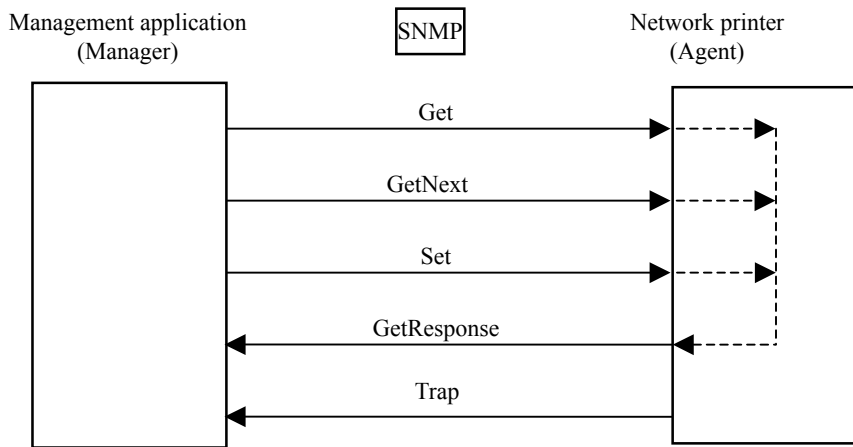 Management application
(Manager)
SNMP
Network printer
(Agent)
Get
GetNext
Set
GetResponse
Trap